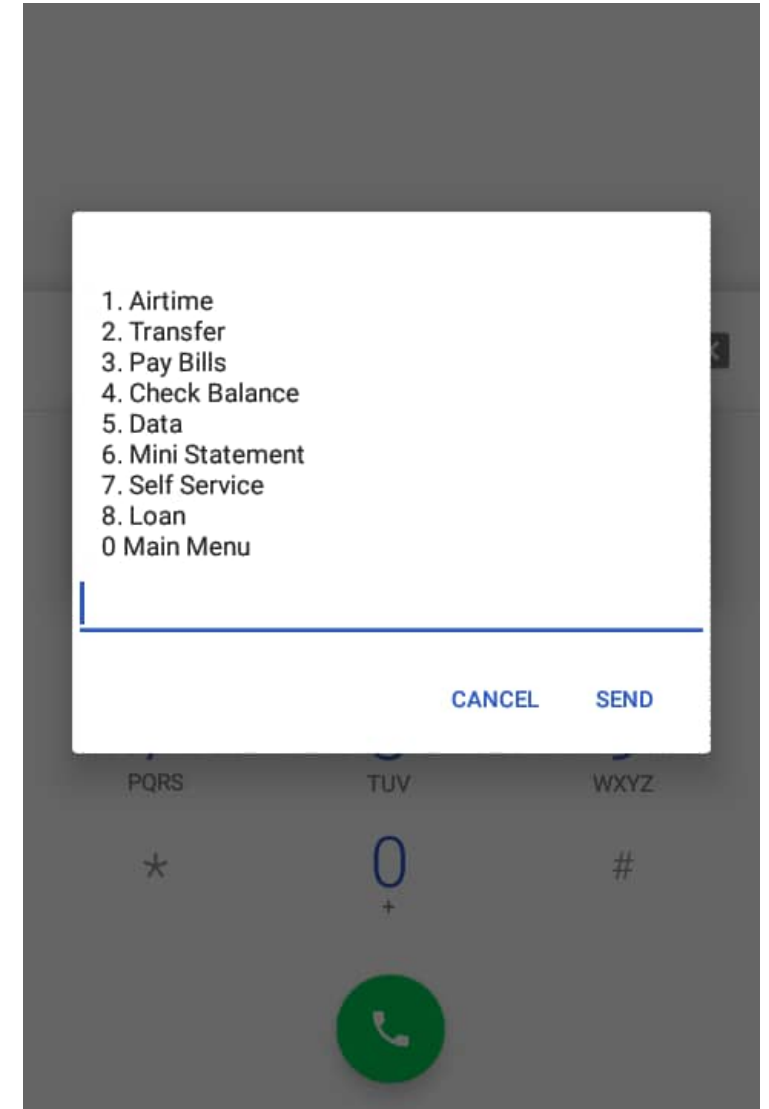 1. Airtime
2. Transfer
3. Pay Bills
4. Check Balance
5. Data
6. Mini Statement
7. Self Service
8. Loan
0 Main Menu
CANCEL SEND
PQRS TUV WXYZ
* 0 #
+